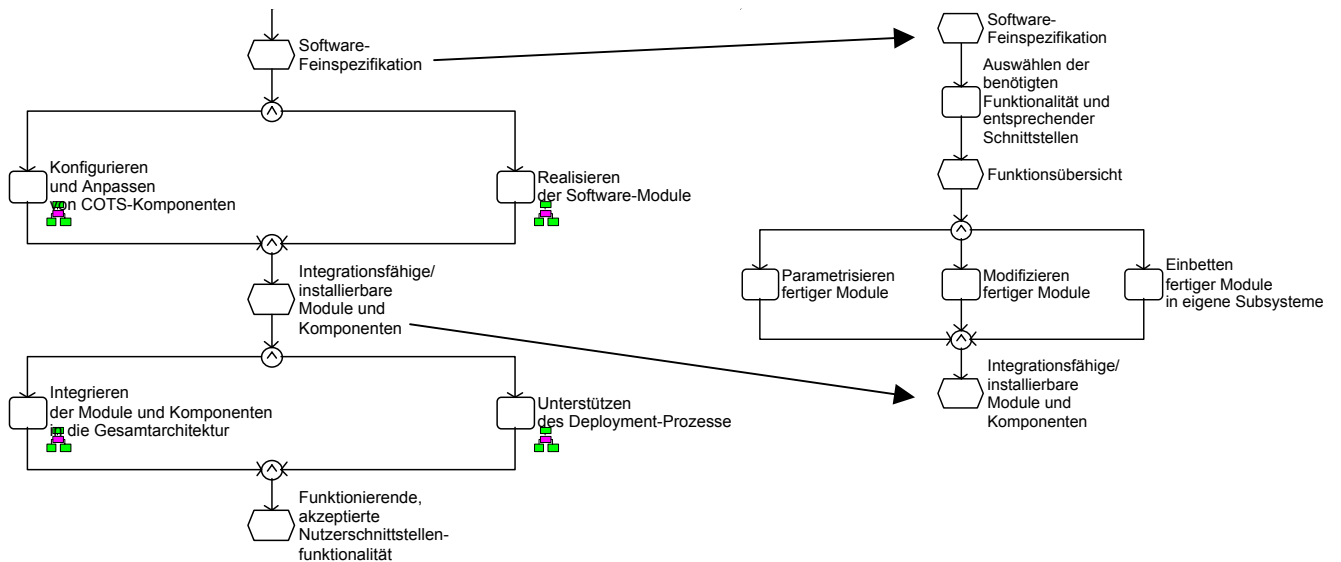 Software-
Feinspezifikation
Konfigurieren
und Anpassen
von COTS-Komponenten
Realisieren
der Software-Module
Integrationsfähige/
installierbare
Module und
Komponenten
Integrieren
der Module und Komponenten
in die Gesamtarchitektur
Unterstützen
des Deployment-Prozesse
Funktionierende,
akzeptierte
Nutzerschnittstellen-
funktionalität
Software-
Feinspezifikation
Auswählen der
benötigten
Funktionalität und
entsprechender
Schnittstellen
Funktionsübersicht
Parametrisieren
fertiger Module
Modifizieren
fertiger Module
Einbetten
fertiger Module
in eigene Subsysteme
Integrationsfähige/
installierbare
Module und
Komponenten